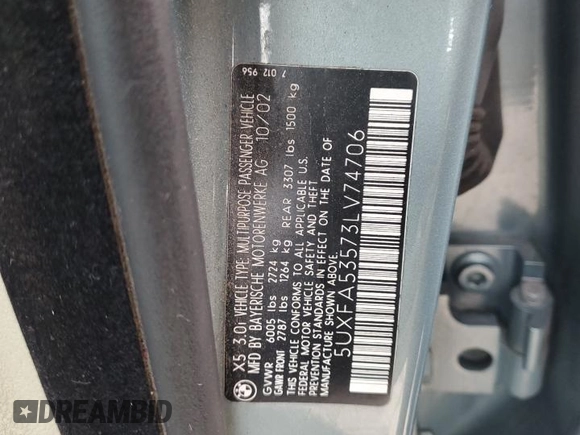 7 012 956
X5 3.0i VEHICLE TYPE: MULTIPURPOSE PASSENGER VEHICLE
MFD BY BAYERISCHE MOTORENWERKE AG 10/02
GVWR 6005 lbs 2724 kg
GAWR FRONT 2787 lbs 1264 kg REAR 3307 lbs 1500 kg
THIS VEHICLE CONFORMS TO ALL APPLICABLE U.S.
FEDERAL MOTOR VEHICLE SAFETY AND THEFT
PREVENTION STANDARDS IN EFFECT ON THE DATE OF
MANUFACTURE SHOWN ABOVE.
5UXFA53573LV74706
DREAMBID